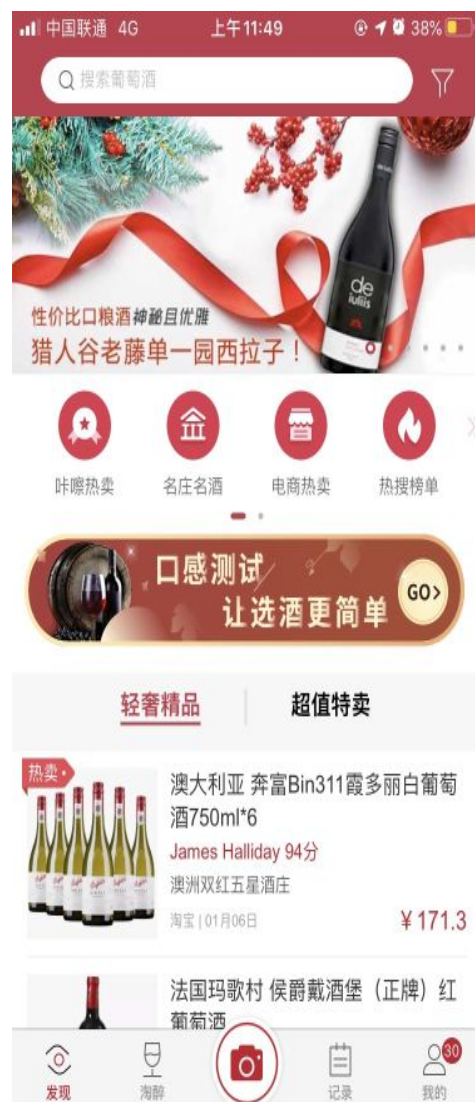 中国联通 4G 上午11:49 38%
搜索葡萄酒
de
iuliis
性价比口粮酒神秘且优雅
猎人谷老藤单一园西拉子！
咔嚓热卖 名庄名酒 电商热卖 热搜榜单
口感测试
让选酒更简单
GO>
轻奢精品 超值特卖
热卖
澳大利亚 奔富Bin311霞多丽白葡萄
酒750ml*6
James Halliday 94分
澳洲双红五星酒庄
淘宝 | 01月06日 ¥171.3
法国玛歌村 侯爵戴酒堡（正牌）红
葡萄酒
30
发现 淘醉 记录 我的